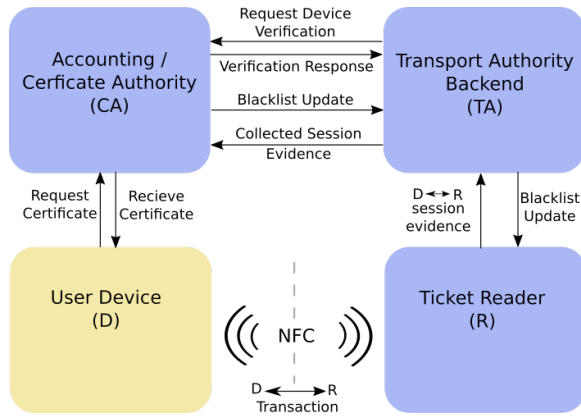 Request Device
Verification
Accounting /
Cerficate Authority
(CA)
Verification Response
Transport Authority
Backend
(TA)
Blacklist Update
Collected Session
Evidence
Request
Certificate
Recieve
Certificate
D R
session
evidence
Blacklist
Update
User Device
(D)
NFC
Ticket Reader
(R)
D R
Transaction